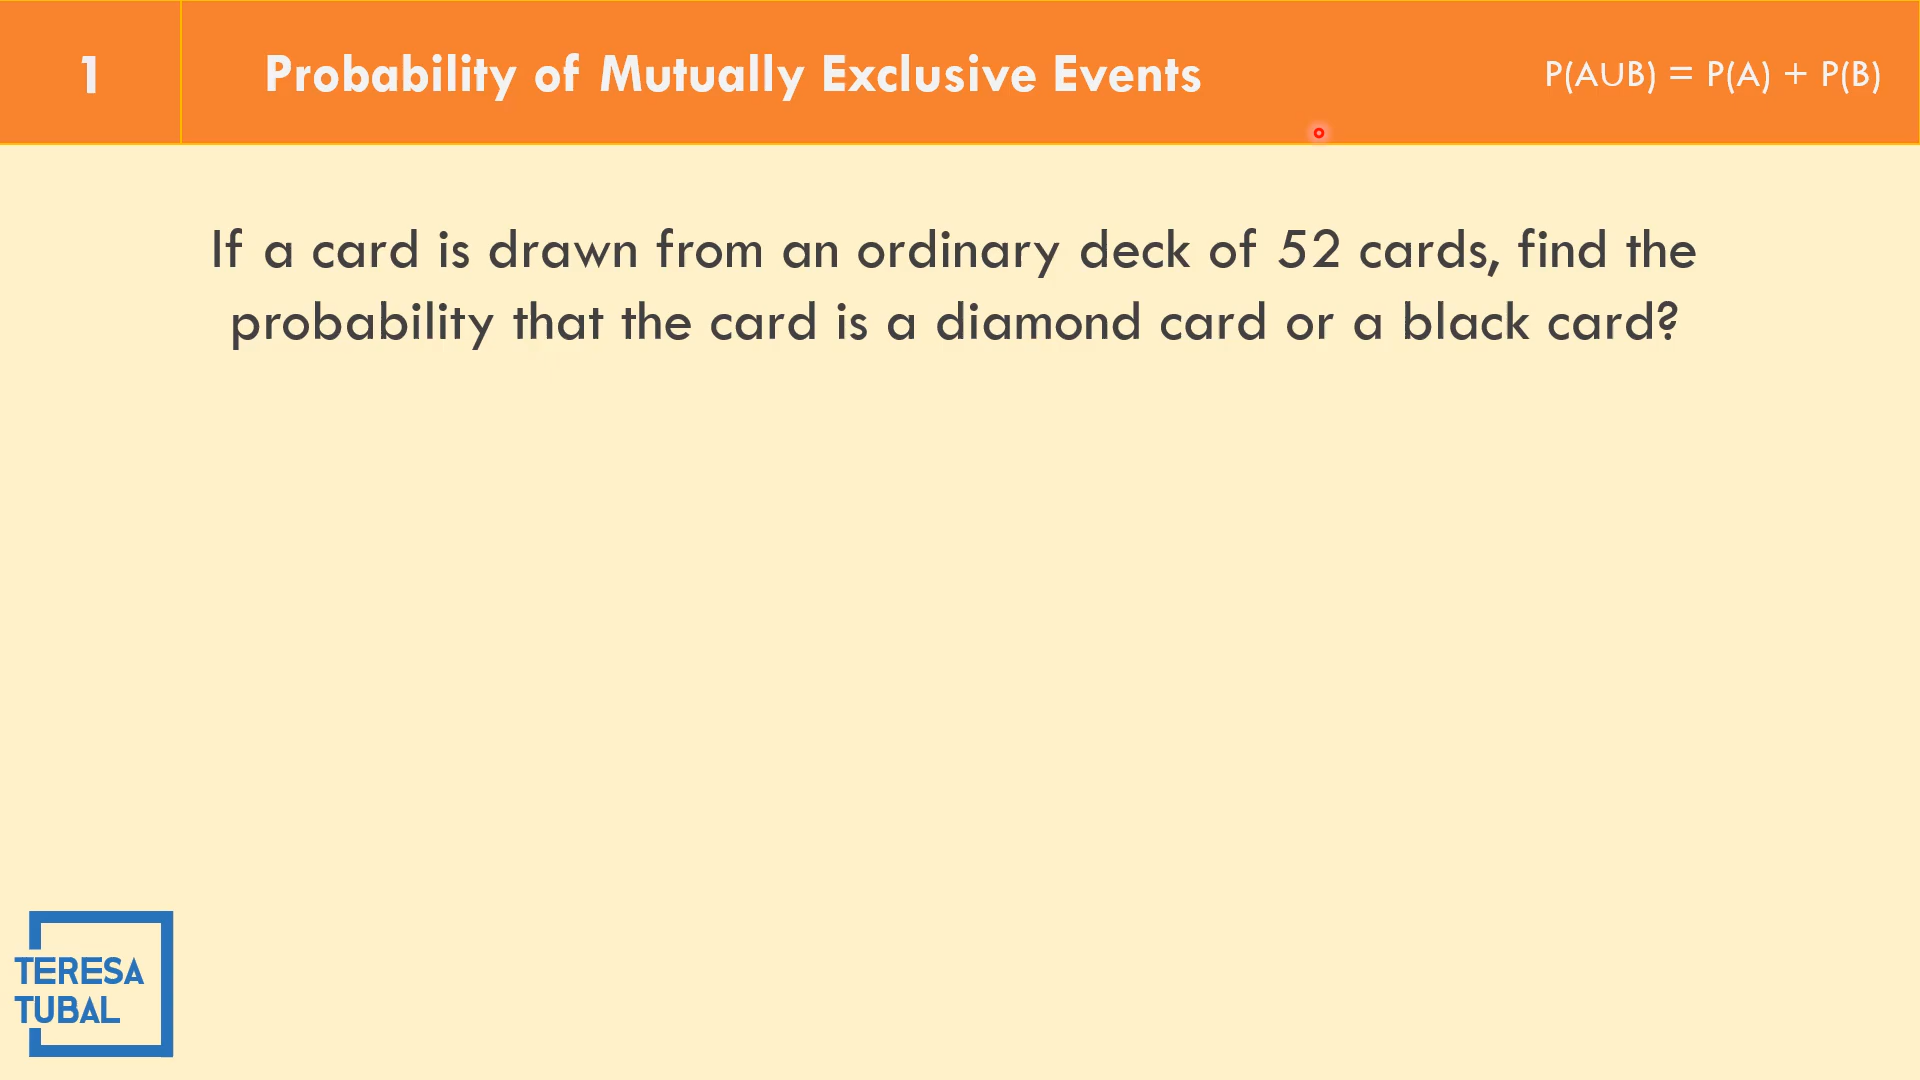 1
Probability of Mutually Exclusive Events
P(AUB) = P(A) + P(B)
If a card is drawn from an ordinary deck of 52 cards, find the
probability that the card is a diamond card or a black card?
TERESA
TUBAL